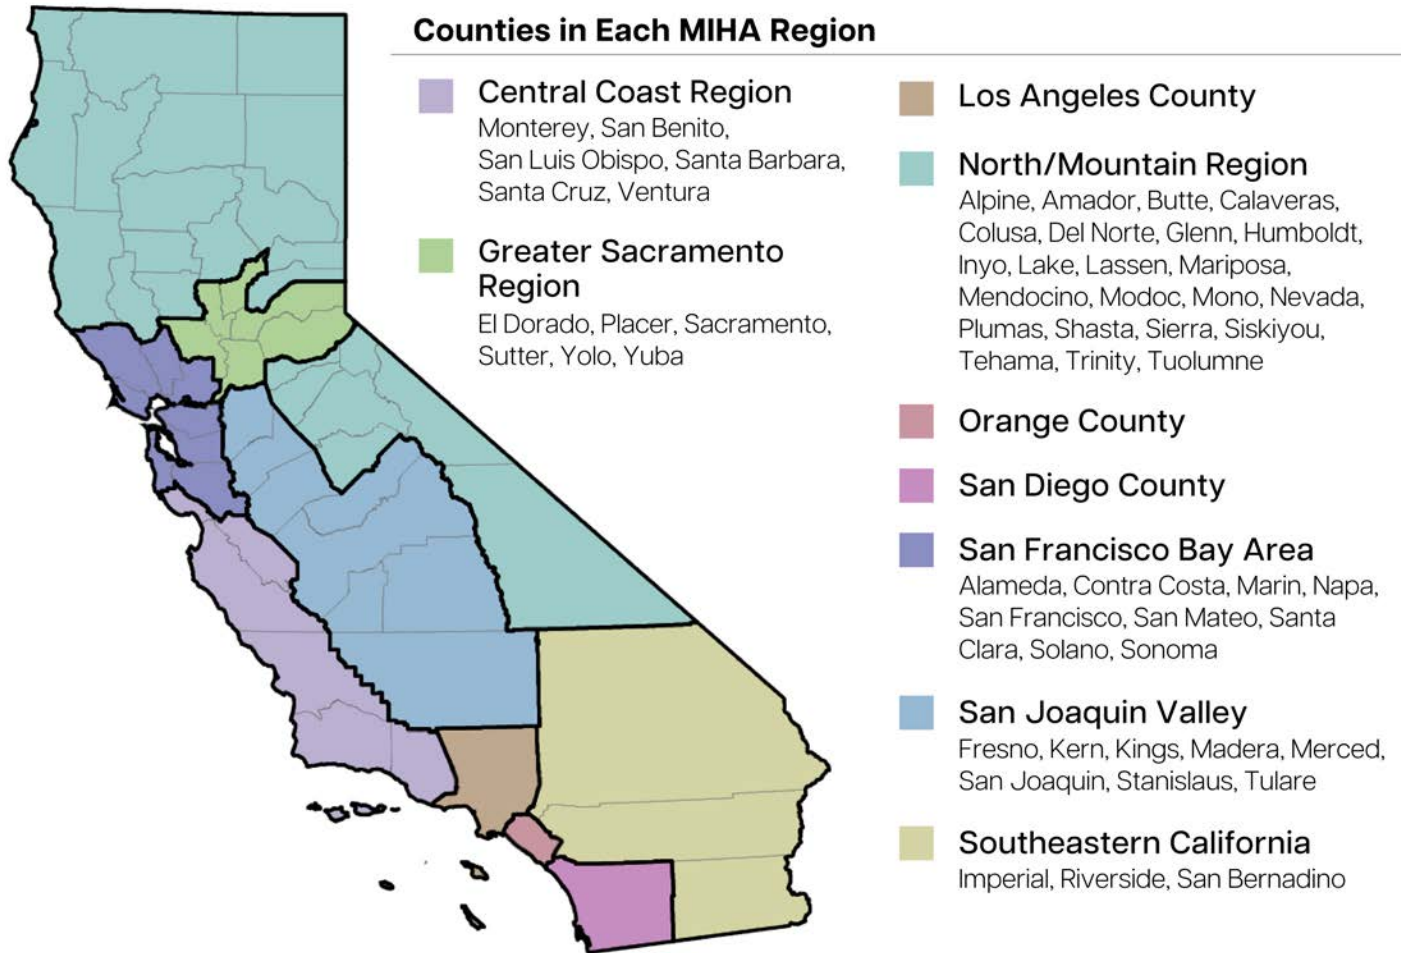 Counties in Each MIHA Region
Central Coast Region
Monterey, San Benito,
San Luis Obispo, Santa Barbara,
Santa Cruz, Ventura
Greater Sacramento
Region
El Dorado, Placer, Sacramento,
Sutter, Yolo, Yuba
Los Angeles County
North/Mountain Region
Alpine, Amador, Butte, Calaveras,
Colusa, Del Norte, Glenn, Humboldt,
Inyo, Lake, Lassen, Mariposa,
Mendocino, Modoc, Mono, Nevada,
Plumas, Shasta, Sierra, Siskiyou,
Tehama, Trinity, Tuolumne
Orange County
San Diego County
San Francisco Bay Area
Alameda, Contra Costa, Marin, Napa,
San Francisco, San Mateo, Santa
Clara, Solano, Sonoma
San Joaquin Valley
Fresno, Kern, Kings, Madera, Merced,
San Joaquin, Stanislaus, Tulare
Southeastern California
Imperial, Riverside, San Bernadino